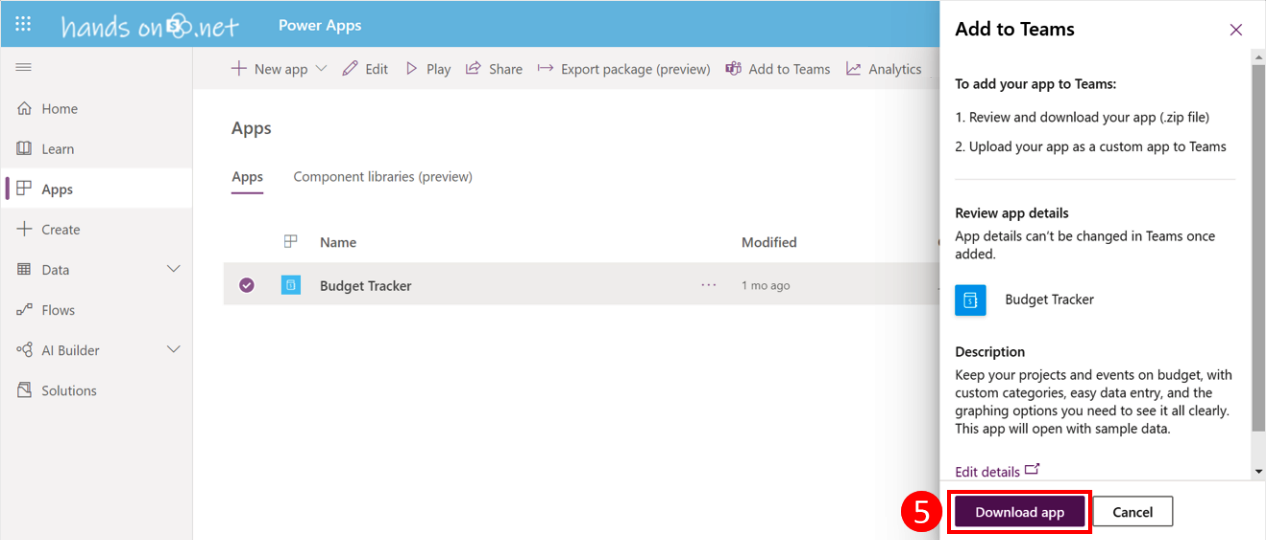 hands on S .net
Power Apps
New app
Edit
Play
Share
Export package (preview)
Add to Teams
Analytics
Home
Learn
Apps
Create
Data
Flows
AI Builder
Solutions
Apps
Apps
Component libraries (preview)
Name
Modified
Budget Tracker
...
1 mo ago
Add to Teams
To add your app to Teams:
1. Review and download your app (.zip file)
2. Upload your app as a custom app to Teams
Review app details
App details can't be changed in Teams once
added.
Budget Tracker
Description
Keep your projects and events on budget, with
custom categories, easy data entry, and the
graphing options you need to see it all clearly.
This app will open with sample data.
Edit details
5
Download app
Cancel